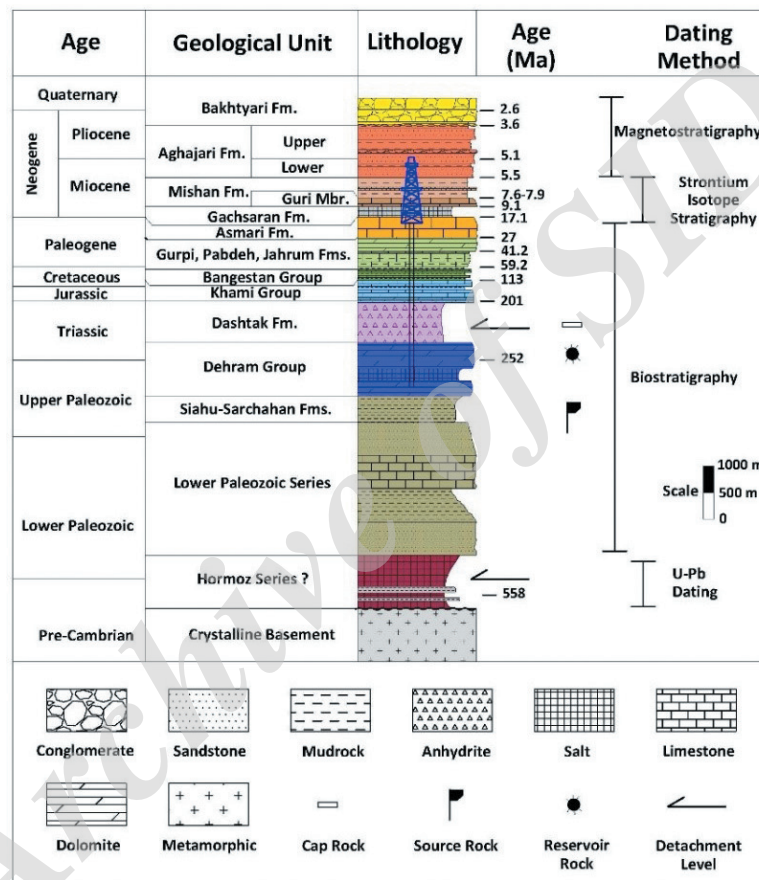 Age Geological Unit Lithology Age (Ma) Dating Method
Quaternary
Bakhtyari Fm.
2.6
3.6
Neogene
Pliocene
Aghajari Fm.
Upper
Magnetostratigraphy
5.1
Lower
5.5
Miocene
Mishan Fm.
Guri Mbr.
7.6-7.9
9.1
Strontium
Isotope
Stratigraphy
Gachsaran Fm.
17.1
Paleogene
Asmari Fm.
27
Gurpi, Pabdeh, Jahrum Fms.
41.2
59.2
Cretaceous
Bangestan Group
113
Jurassic
Khami Group
201
Triassic
Dashtak Fm.
252
Dehram Group
Biostratigraphy
Upper Paleozoic
Siahu-Sarchahan Fms.
Lower Paleozoic Series
Scale
1000 m
500 m
0
Lower Paleozoic
Hormoz Series ?
558
U-Pb
Dating
Pre-Cambrian
Crystalline Basement
Conglomerate Sandstone Mudrock Anhydrite Salt Limestone
Dolomite Metamorphic Cap Rock Source Rock Reservoir Rock Detachment Level
Archive of SID